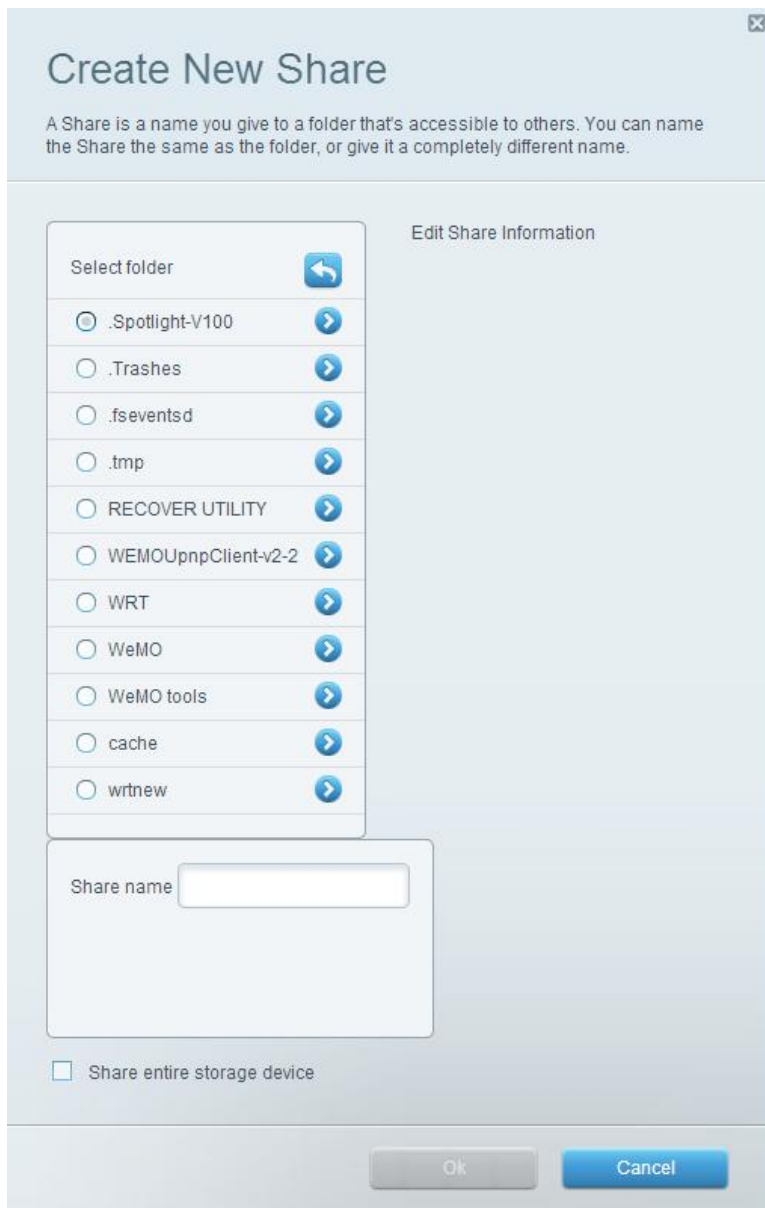 Create New Share
A Share is a name you give to a folder that's accessible to others. You can name
the Share the same as the folder, or give it a completely different name.
Edit Share Information
Select folder
.Spotlight-V100
.Trashes
.fseventsd
.tmp
RECOVER UTILITY
WEMOUpnpClient-v2-2
WRT
WeMO
WeMO tools
cache
wrtnew
Share name
Share entire storage device
Ok
Cancel